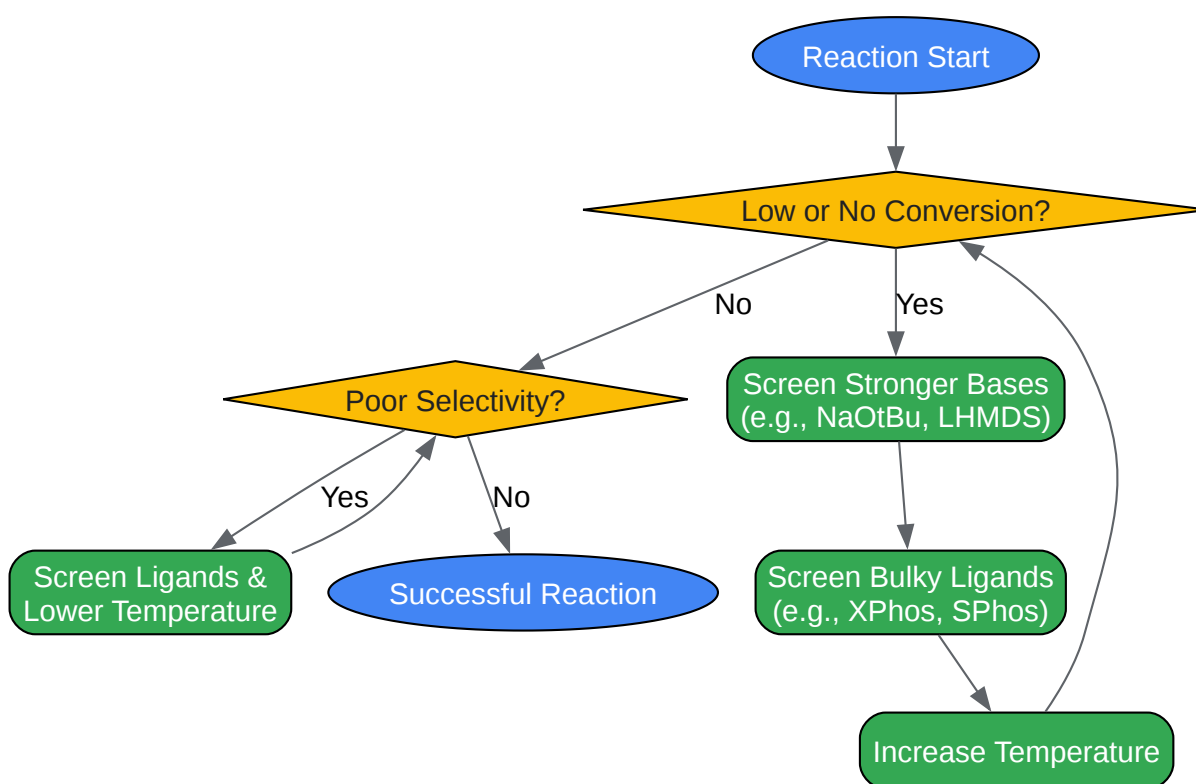 Reaction Start
Low or No Conversion?
No
Yes
Screen Stronger Bases
(e.g., NaOtBu, LHMDS)
Poor Selectivity?
Yes
No
Screen Ligands &
Lower Temperature
Successful Reaction
Screen Bulky Ligands
(e.g., XPhos, SPhos)
Increase Temperature